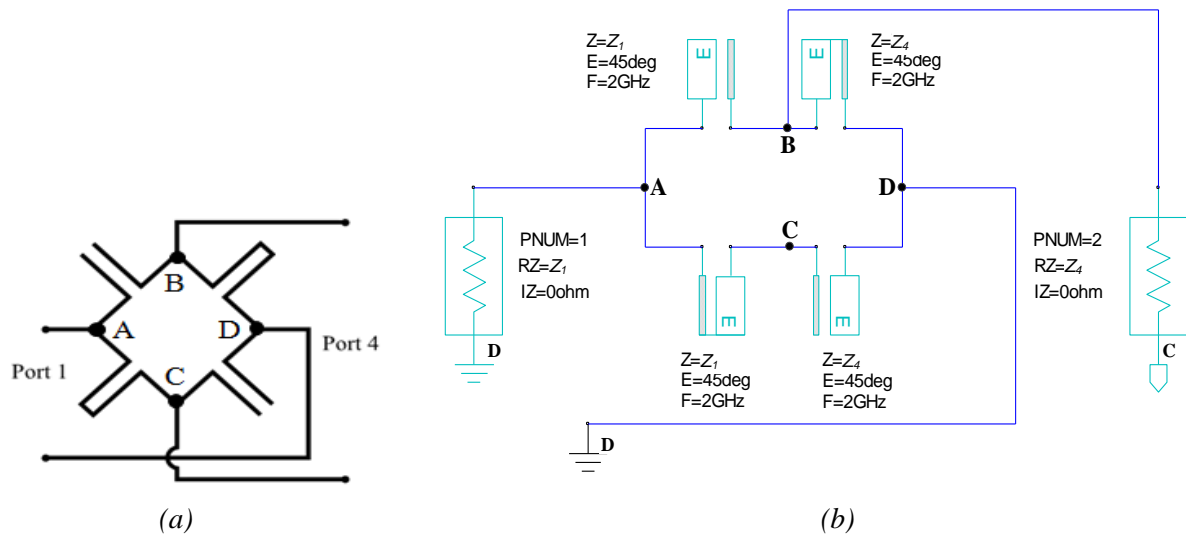 B
A
D
C
Port 1
Port 4
(a)
Z=Z1
E=45deg
F=2GHz
E
Z=Z4
E=45deg
F=2GHz
E
B
A
D
C
PNUM=1
RZ=Z1
IZ=0ohm
D
E
Z=Z1
E=45deg
F=2GHz
E
Z=Z4
E=45deg
F=2GHz
PNUM=2
RZ=Z4
IZ=0ohm
C
D
(b)